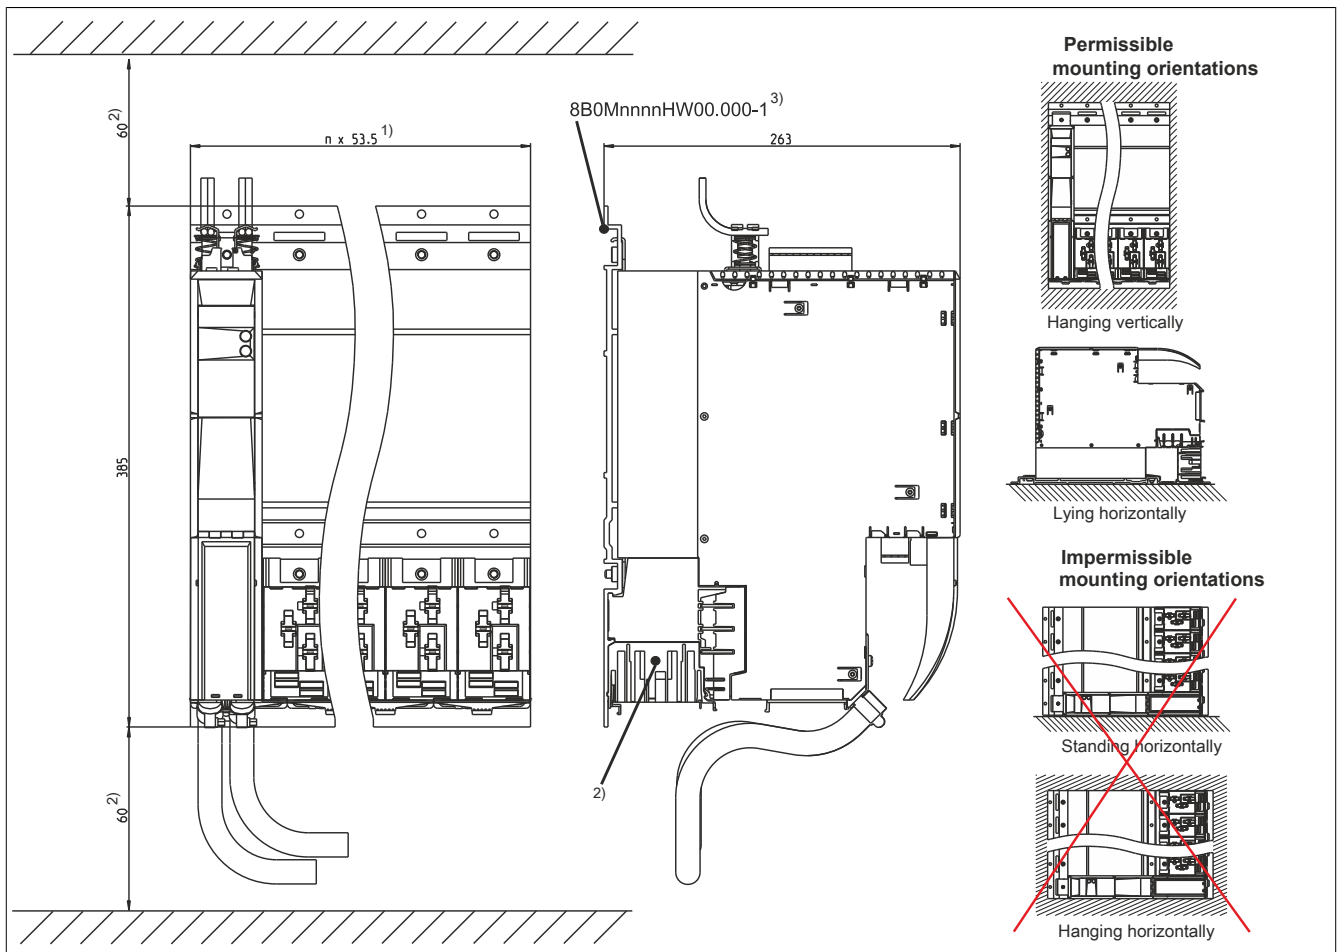 60 2)
n x 53.5 1)
385
60 2)
8B0MnnnnHW00.000-1 3)
263
2)
Permissible
mounting orientations
Hanging vertically
Lying horizontally
Impermissible
mounting orientations
Standing horizontally
Hanging horizontally